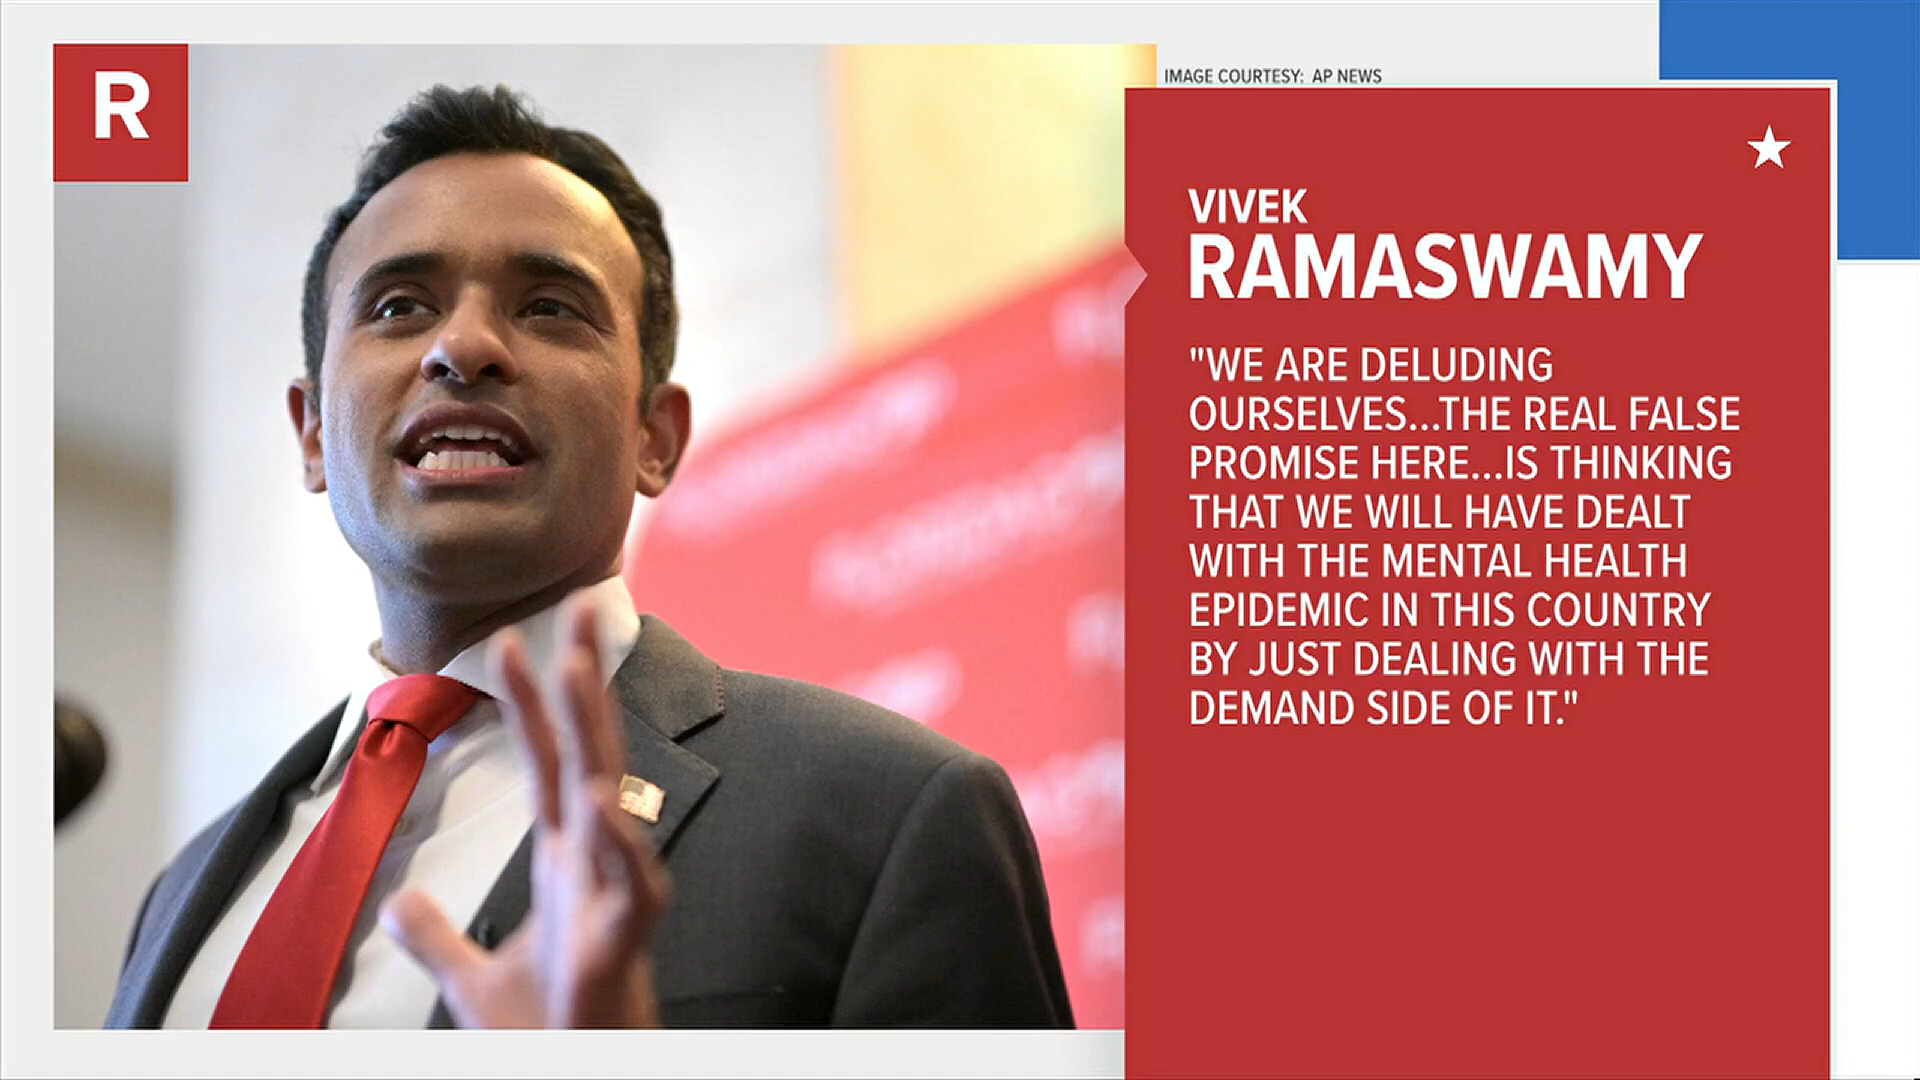 R
IMAGE COURTESY: AP NEWS
VIVEK
RAMASWAMY
"WE ARE DELUDING
OURSELVES...THE REAL FALSE
PROMISE HERE...IS THINKING
THAT WE WILL HAVE DEALT
WITH THE MENTAL HEALTH
EPIDEMIC IN THIS COUNTRY
BY JUST DEALING WITH THE
DEMAND SIDE OF IT."